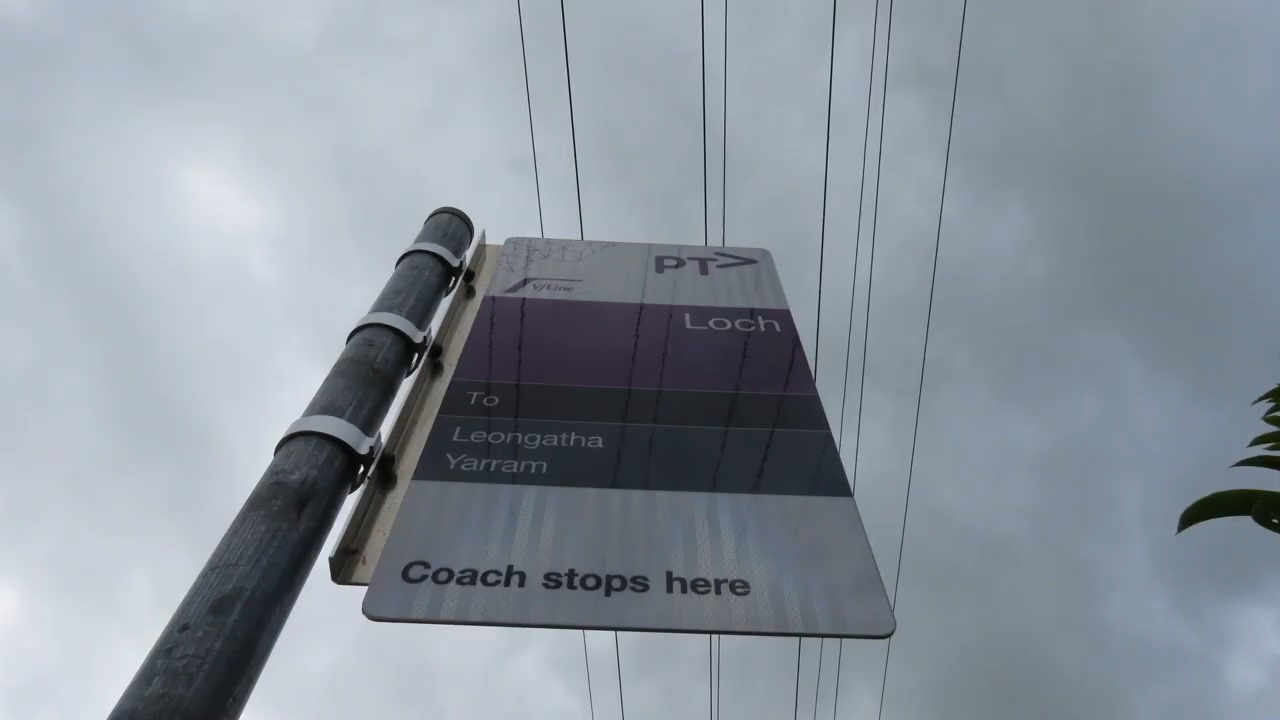 PT>
V/Line
Loch
To
Leongatha
Yarram
Coach stops here